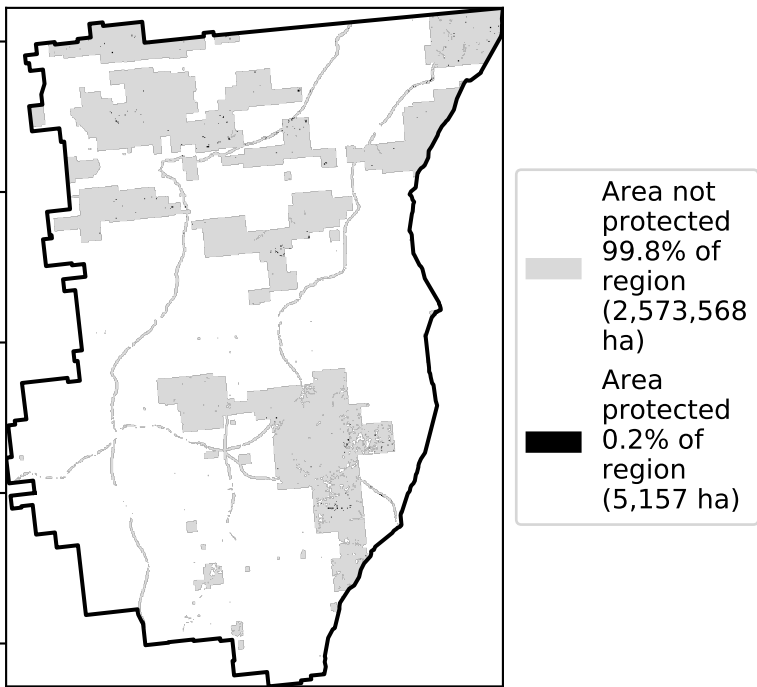 Area not
protected
99.8% of
region
(2,573,568
ha)
Area
protected
0.2% of
region
(5,157 ha)